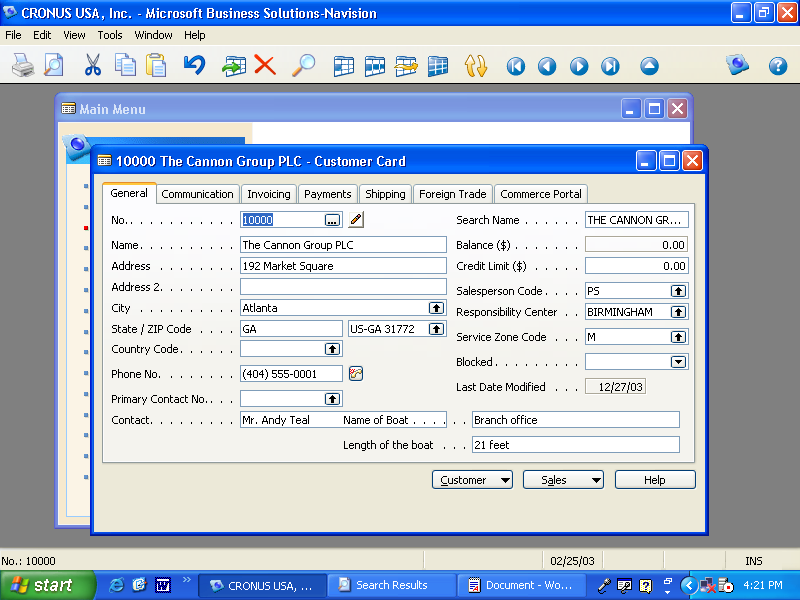 CRONUS USA, Inc. - Microsoft Business Solutions-Navision
File Edit View Tools Window Help
Main Menu
10000 The Cannon Group PLC - Customer Card
General Communication Invoicing Payments Shipping Foreign Trade Commerce Portal
No. . . . . . . . . . . . 10000 ... Search Name . . . . . . THE CANNON GR...
Name . . . . . . . . . . The Cannon Group PLC Balance ($) . . . . . . . 0.00
Address . . . . . . . . . 192 Market Square Credit Limit ($) . . . . . 0.00
Address 2. . . . . . . . Salesperson Code . . . . PS
City . . . . . . . . . . . Atlanta Responsibility Center . . BIRMINGHAM
State / ZIP Code . . . . GA US-GA 31772 Service Zone Code . . . M
Country Code . . . . . . Blocked . . . . . . . . .
Phone No. . . . . . . . . (404) 555-0001 Last Date Modified . . . 12/27/03
Primary Contact No. . . .
Contact . . . . . . . . . Mr. Andy Teal Name of Boat . . . . . . Branch office
Length of the boat . . . 21 feet
Customer Sales Help
No.: 10000 02/25/03 INS
start W » CRONUS USA, ... Search Results Document - Wo... 4:21 PM